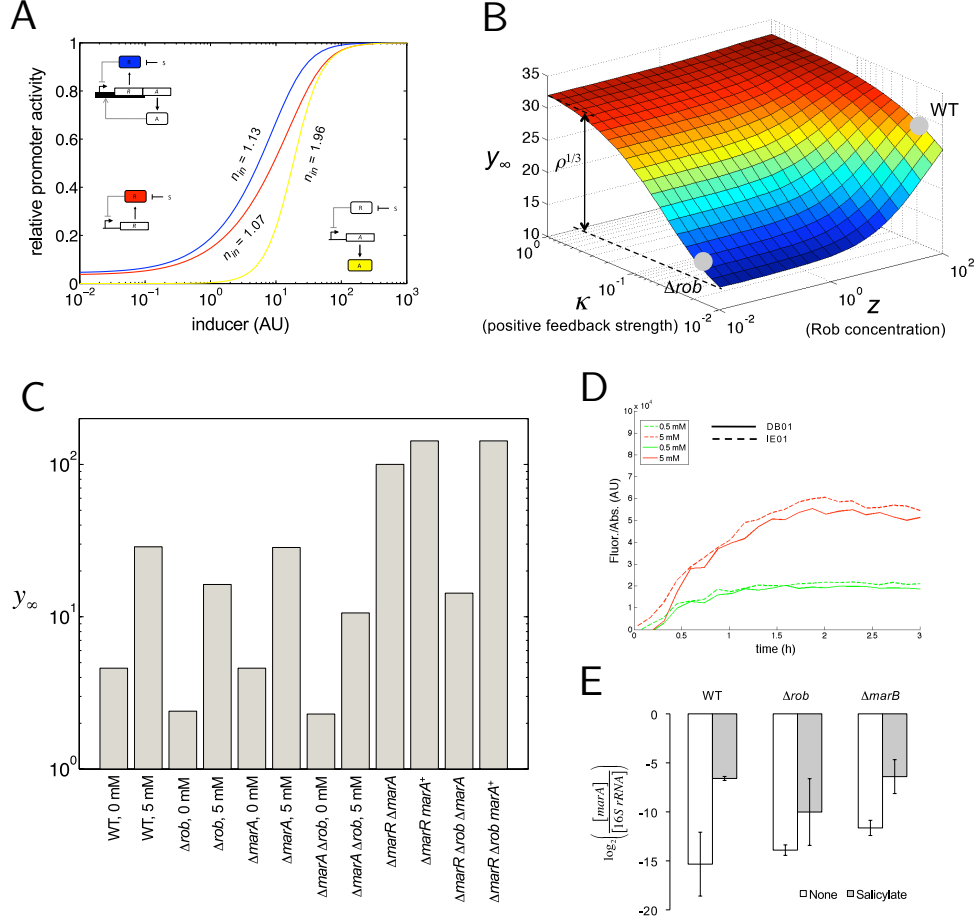 A
relative promoter activity
1
0.8
0.6
0.4
0.2
0
R
s
R
A
A
n_in = 1.13
n_in = 1.07
n_in = 1.96
R
s
R
R
s
A
A
10^-2
10^-1
10^0
10^1
10^2
10^3
inducer (AU)
B
y∞
35
30
25
20
15
10
ρ^1/3
WT
Δrob
10^0
10^-1
10^-2
κ
(positive feedback strength)
10^-2
10^0
10^2
z
(Rob concentration)
C
y∞
10^2
10^1
10^0
WT, 0 mM
WT, 5 mM
Δrob, 0 mM
Δrob, 5 mM
ΔmarA, 0 mM
ΔmarA, 5 mM
ΔmarA Δrob, 0 mM
ΔmarA Δrob, 5 mM
ΔmarR ΔmarA
ΔmarR marA+
ΔmarR Δrob ΔmarA
ΔmarR Δrob marA+
D
x 10^4
10
9
8
7
6
5
4
3
2
1
0
Fluor./Abs. (AU)
0.5 mM
5 mM
0.5 mM
5 mM
DB01
IE01
0
0.5
1
1.5
2
2.5
3
time (h)
E
WT
Δrob
ΔmarB
0
-5
-10
-15
-20
log2([marA]/[16S rRNA])
None
Salicylate